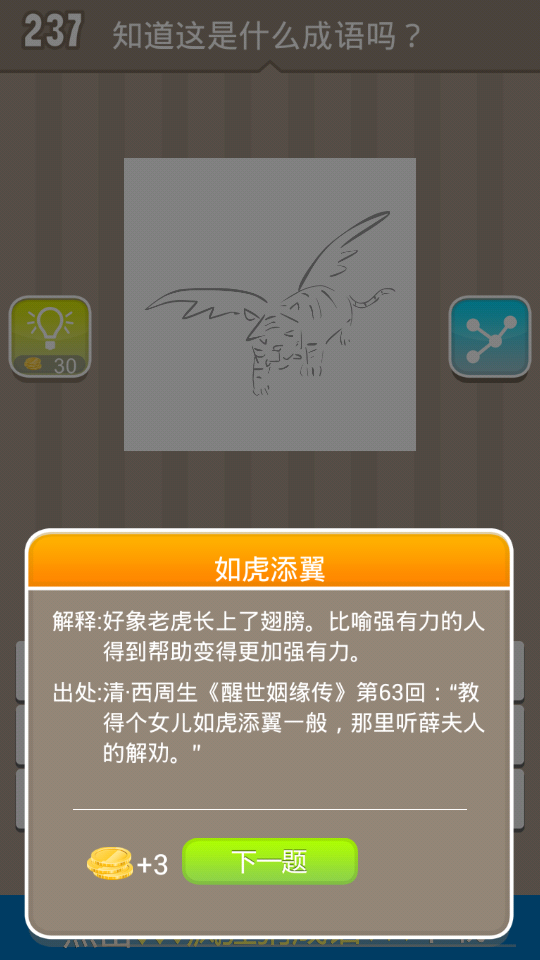 237
知道这是什么成语吗？
30
如虎添翼
解释:好象老虎长上了翅膀。比喻强有力的人
得到帮助变得更加强有力。
出处:清·西周生《醒世姻缘传》第63回：“教
得个女儿如虎添翼一般，那里听薛夫人
的解劝。”
+3
下一题